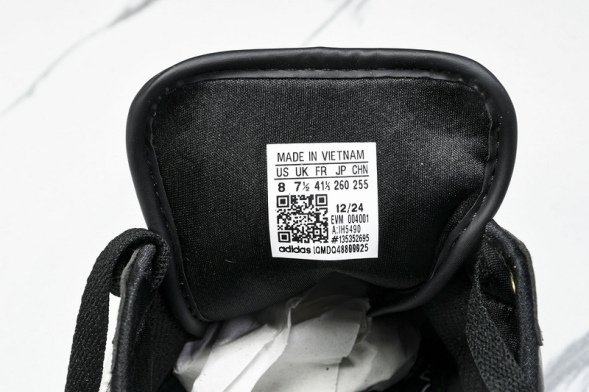 MADE IN VIETNAM
US UK FR JP CHN
8 7½ 41⅓ 260 255
12/24
EVM 004001
A:IH5490
#135352695
adidas